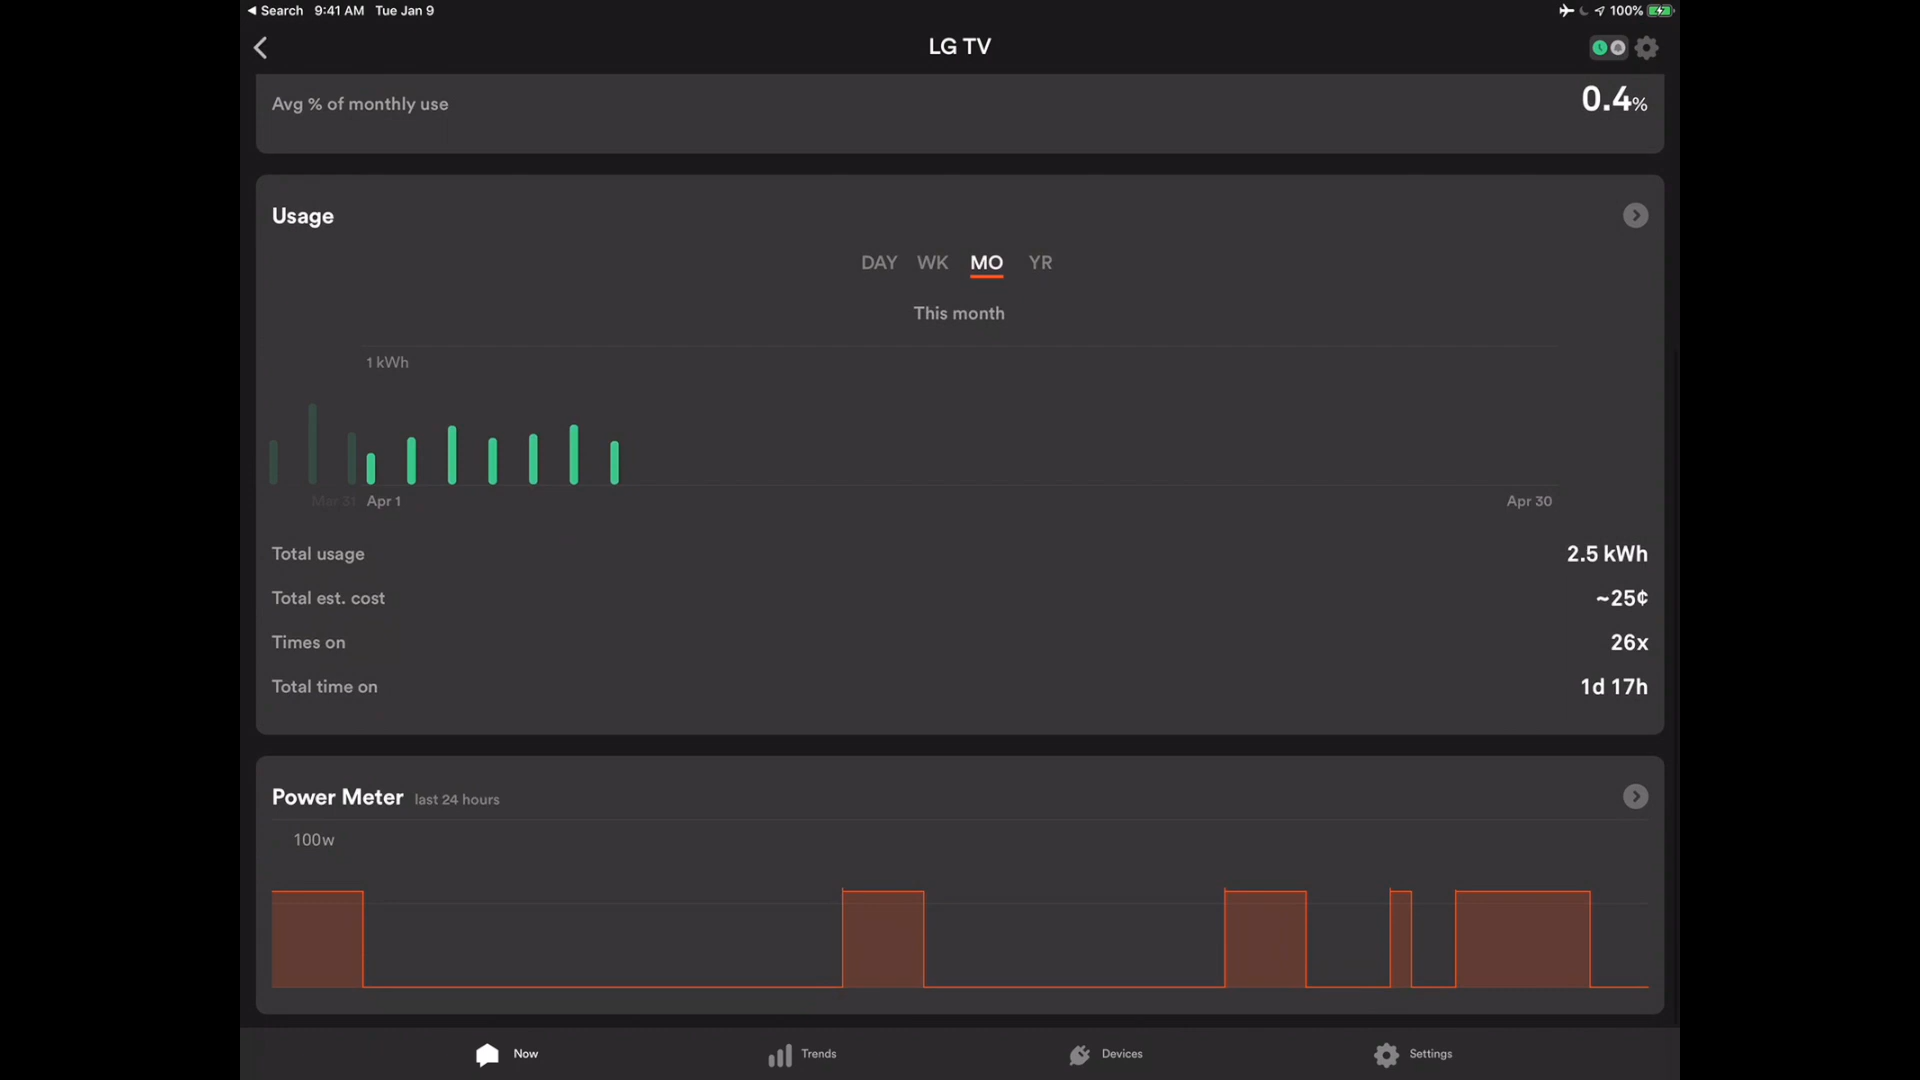 ◀ Search 9:41 AM Tue Jan 9 100%
LG TV
Avg % of monthly use 0.4%
Usage
DAY WK MO YR
This month
1 kWh
Mar 31 Apr 1 Apr 30
Total usage 2.5 kWh
Total est. cost ~25¢
Times on 26x
Total time on 1d 17h
Power Meter last 24 hours
100w
Now Trends Devices Settings